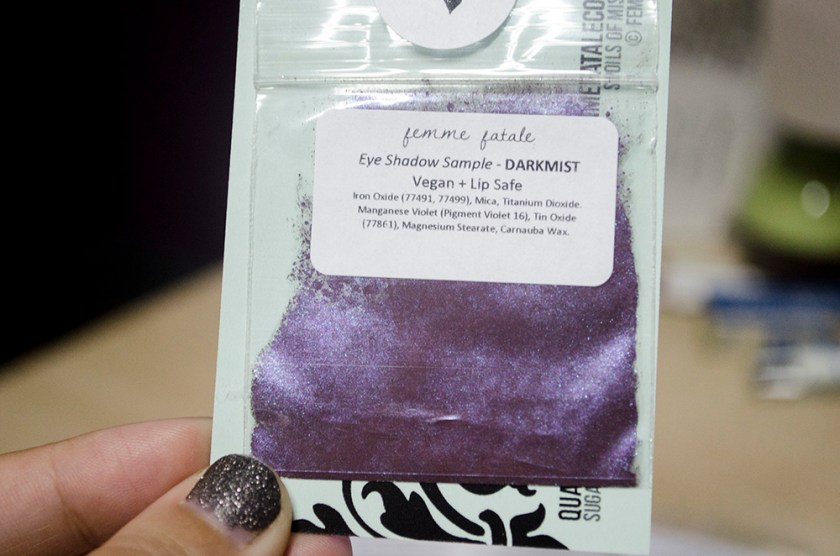 femme fatale
Eye Shadow Sample - DARKMIST
Vegan + Lip Safe
Iron Oxide (77491, 77499), Mica, Titanium Dioxide.
Manganese Violet (Pigment Violet 16), Tin Oxide
(77861), Magnesium Stearate, Carnauba Wax.
© FEM